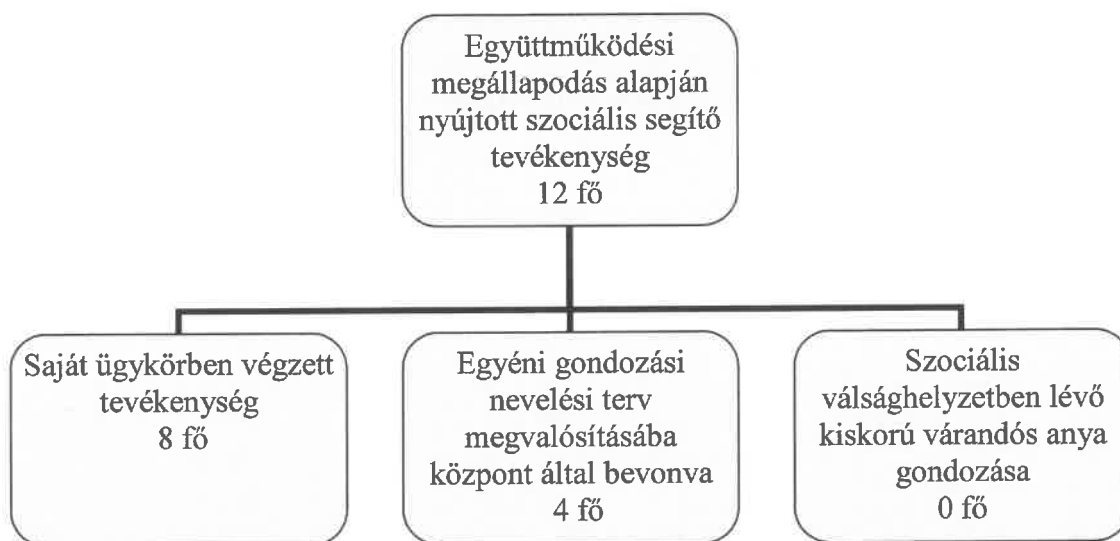 Együttműködési
megállapodás alapján
nyújtott szociális segítő
tevékenység
12 fő
Saját ügykörben végzett
tevékenység
8 fő
Egyéni gondozási
nevelési terv
megvalósításába
központ által bevonva
4 fő
Szociális
válsághelyzetben lévő
kiskorú várandós anya
gondozása
0 fő